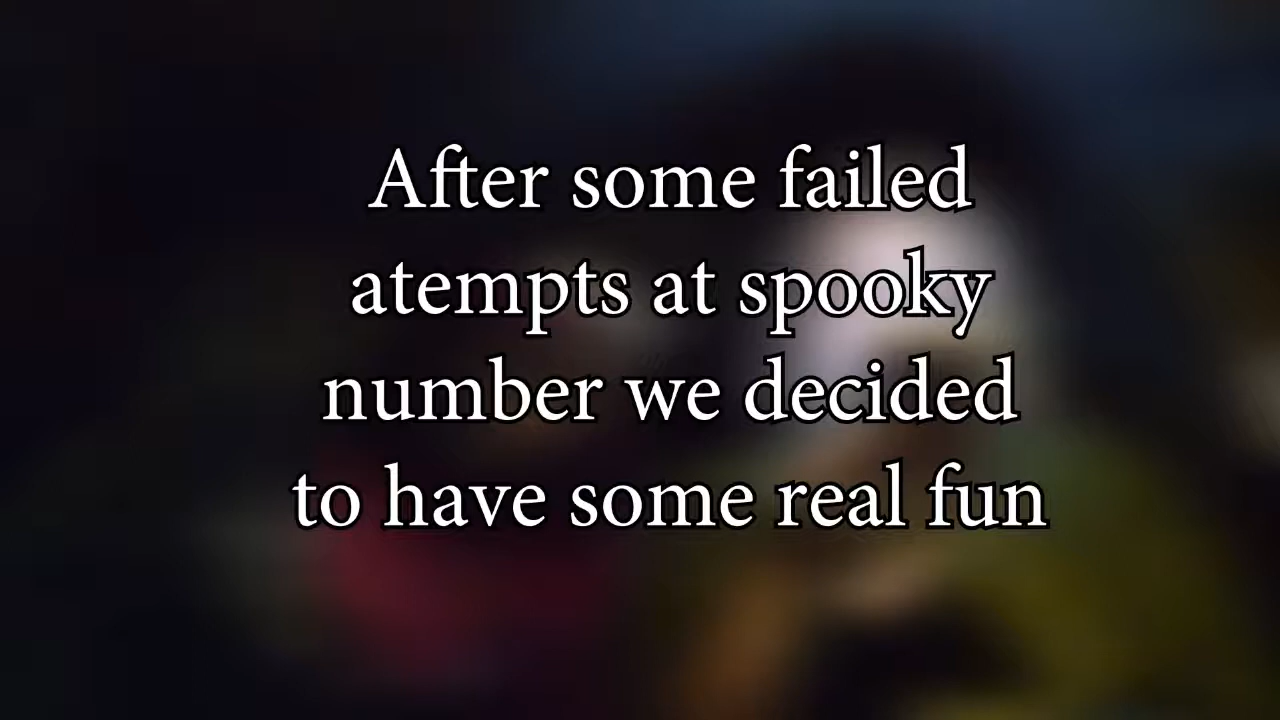 After some failed
atempts at spooky
number we decided
to have some real fun